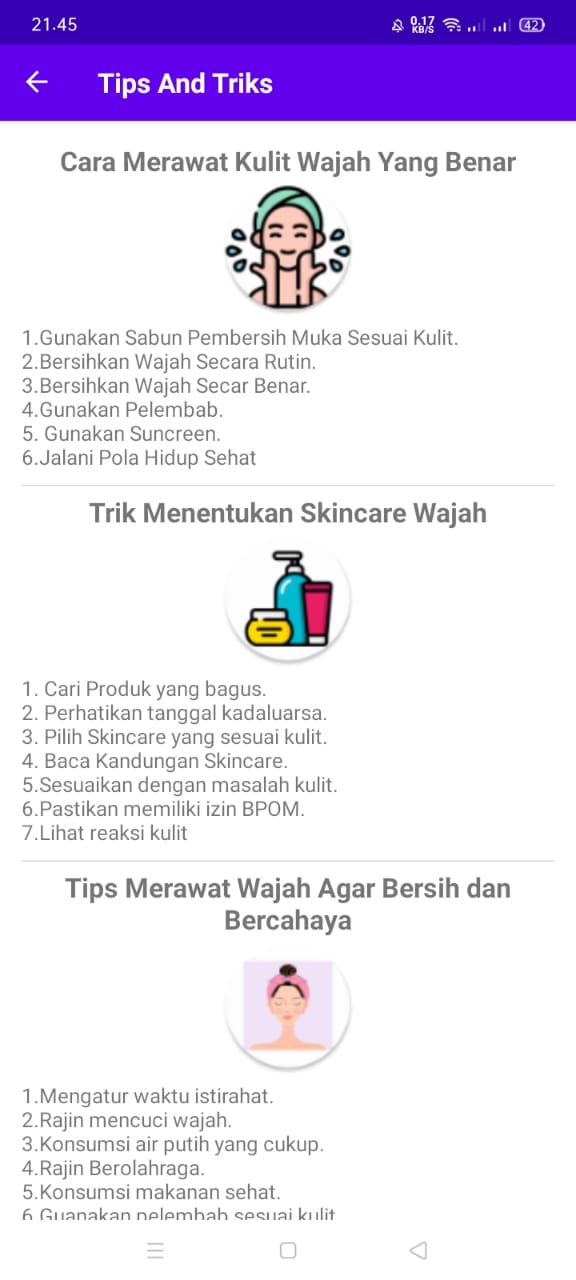 21.45
0.17
KB/S
42
Tips And Triks
Cara Merawat Kulit Wajah Yang Benar
1.Gunakan Sabun Pembersih Muka Sesuai Kulit.
2.Bersihkan Wajah Secara Rutin.
3.Bersihkan Wajah Secar Benar.
4.Gunakan Pelembab.
5. Gunakan Suncreen.
6.Jalani Pola Hidup Sehat
Trik Menentukan Skincare Wajah
1. Cari Produk yang bagus.
2. Perhatikan tanggal kadaluarsa.
3. Pilih Skincare yang sesuai kulit.
4. Baca Kandungan Skincare.
5.Sesuaikan dengan masalah kulit.
6.Pastikan memiliki izin BPOM.
7.Lihat reaksi kulit
Tips Merawat Wajah Agar Bersih dan
Bercahaya
1.Mengatur waktu istirahat.
2.Rajin mencuci wajah.
3.Konsumsi air putih yang cukup.
4.Rajin Berolahraga.
5.Konsumsi makanan sehat.
6.Guanakan pelembab sesuai kulit